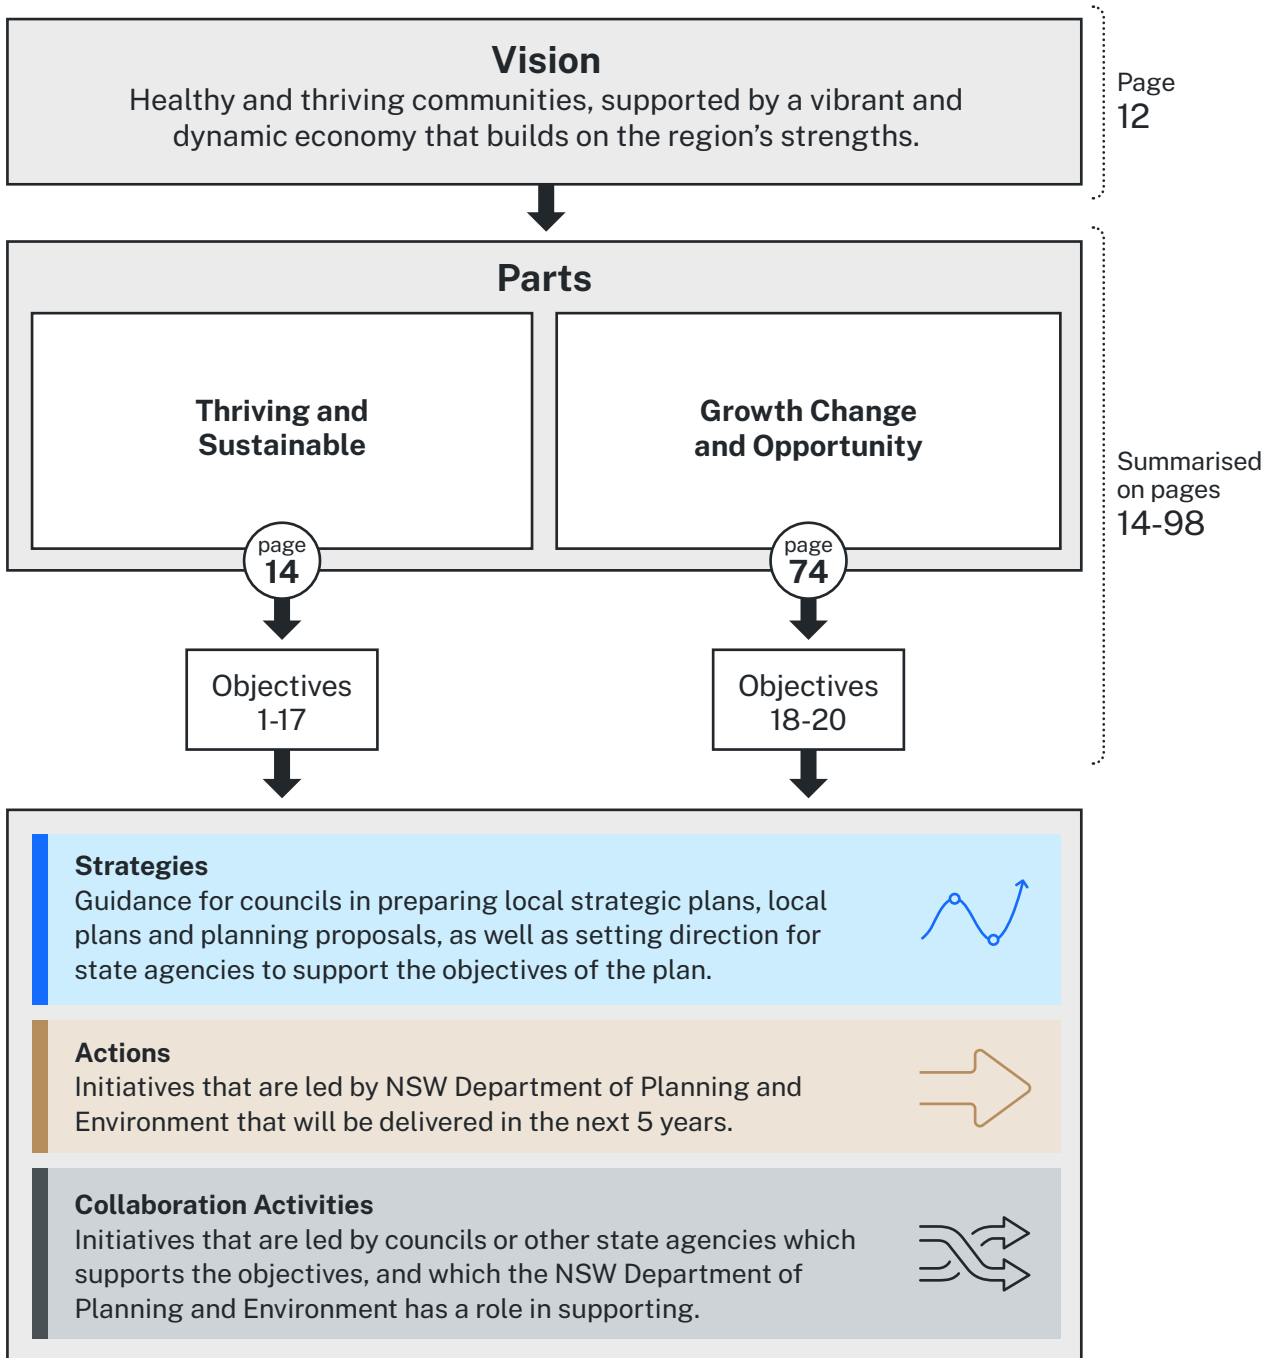 Vision
Healthy and thriving communities, supported by a vibrant and
dynamic economy that builds on the region’s strengths.
Page
12
Parts
Thriving and
Sustainable
Growth Change
and Opportunity
page
14
page
74
Summarised
on pages
14-98
Objectives
1-17
Objectives
18-20
Strategies
Guidance for councils in preparing local strategic plans, local
plans and planning proposals, as well as setting direction for
state agencies to support the objectives of the plan.
Actions
Initiatives that are led by NSW Department of Planning and
Environment that will be delivered in the next 5 years.
Collaboration Activities
Initiatives that are led by councils or other state agencies which
supports the objectives, and which the NSW Department of
Planning and Environment has a role in supporting.